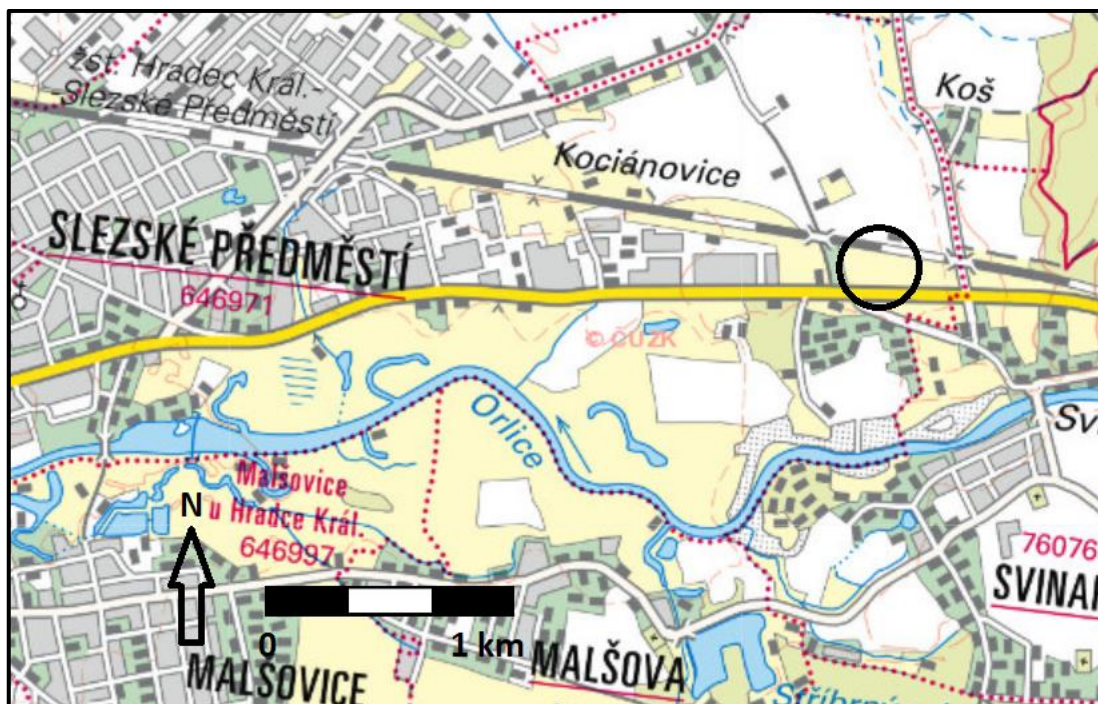 žst. Hradec Král.-
-Slezské Předměstí
Koš
Kociánovice
SLEZSKÉ PŘEDMĚSTÍ
646971
© ČÚZK
Orlice
Malšovice
u Hradce Král.
646997
N
0
1 km
MALŠOVICE
MALŠOVA
76076
SVINAR
Stříbrný